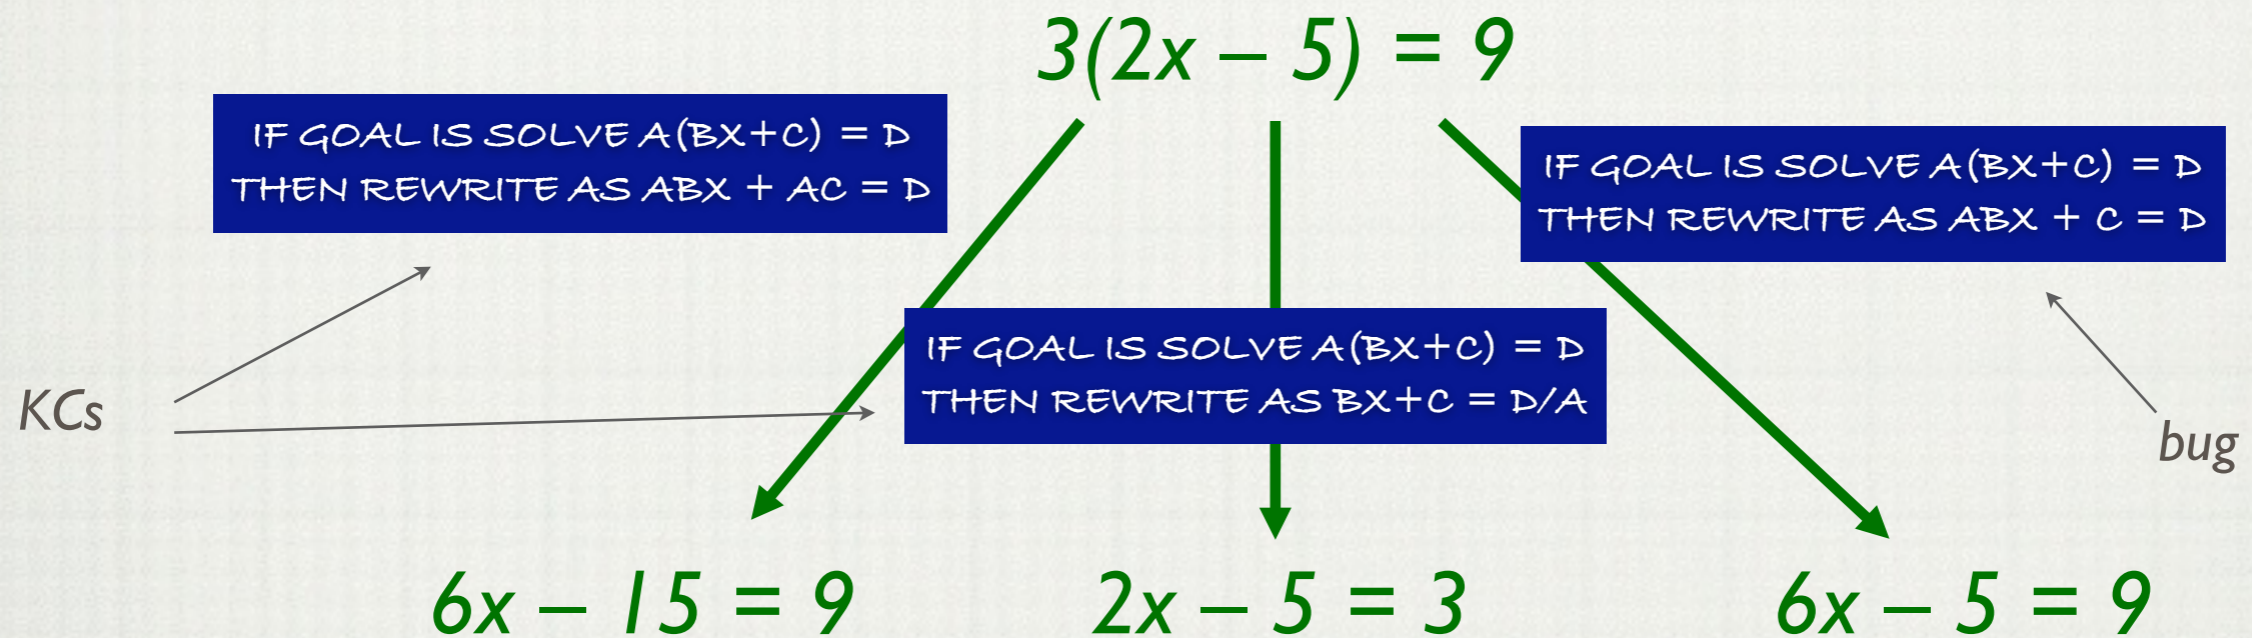 3(2x – 5) = 9
IF GOAL IS SOLVE A(BX+C) = D
THEN REWRITE AS ABX + AC = D
IF GOAL IS SOLVE A(BX+C) = D
THEN REWRITE AS ABX + C = D
IF GOAL IS SOLVE A(BX+C) = D
THEN REWRITE AS BX+C = D/A
KCs
bug
6x – 15 = 9
2x – 5 = 3
6x – 5 = 9